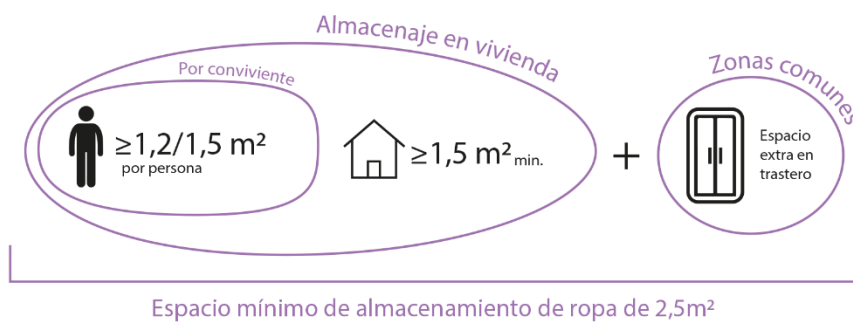 Almacenaje en vivienda
Por conviviente
≥1,2/1,5 m²
por persona
≥1,5 m² min.
+
Zonas comunes
Espacio
extra en
trastero
Espacio mínimo de almacenamiento de ropa de 2,5m²